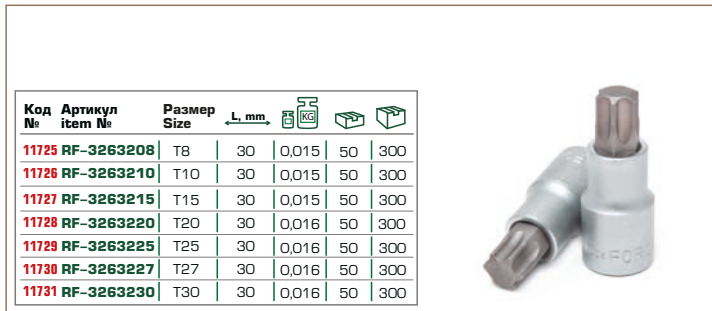 Код Артикул Размер L, mm KG
№ item № Size
11725 RF-3263208 T8 30 0,015 50 300
11726 RF-3263210 T10 30 0,015 50 300
11727 RF-3263215 T15 30 0,015 50 300
11728 RF-3263220 T20 30 0,016 50 300
11729 RF-3263225 T25 30 0,016 50 300
11730 RF-3263227 T27 30 0,016 50 300
11731 RF-3263230 T30 30 0,016 50 300